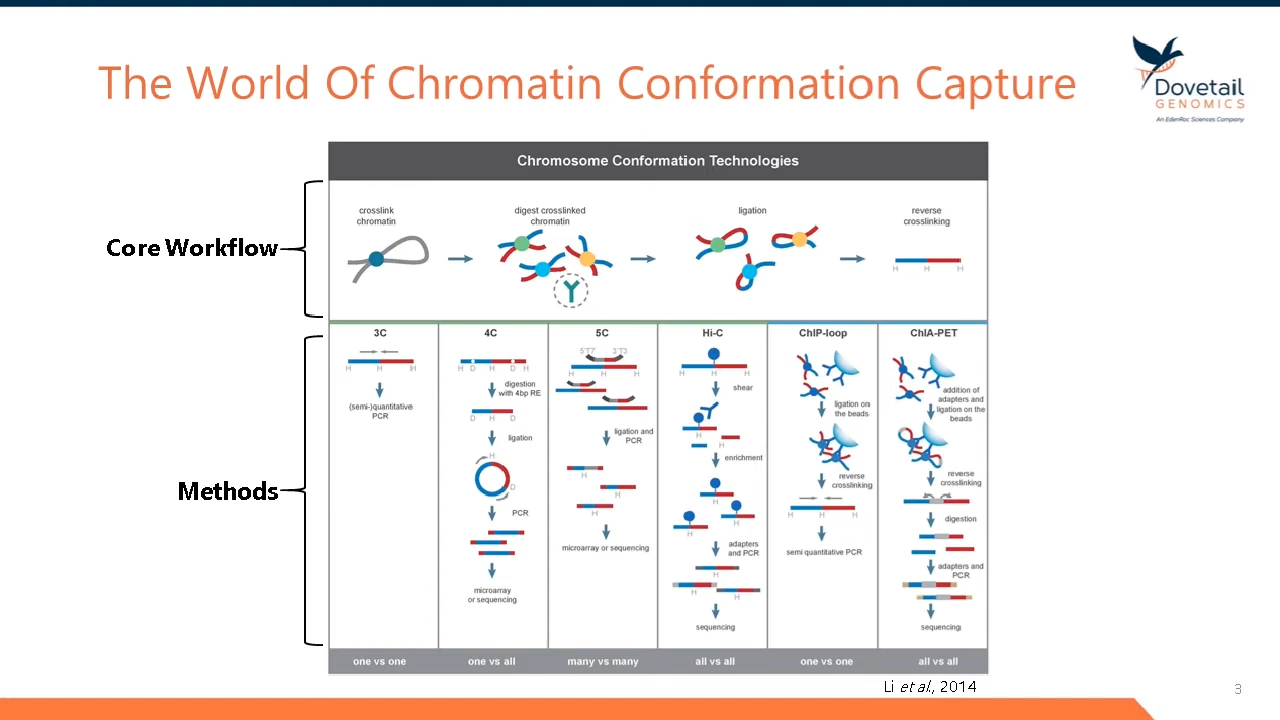 The World Of Chromatin Conformation Capture
Dovetail
GENOMICS
An EdenRoc Sciences Company
Chromosome Conformation Technologies
Core Workflow
crosslink
chromatin
digest crosslinked
chromatin
ligation
reverse
crosslinking
H H H
Methods
3C
H H H
(semi-)quantitative
PCR
one vs one
4C
H D H D H
digestion
with 4bp RE
D H D
ligation
H
D
PCR
microarray
or sequencing
one vs all
5C
5'T7 3'T3
H H H
ligation and
PCR
H
H
H
microarray or sequencing
many vs many
Hi-C
H H H
shear
H
H
enrichment
H
H
H
adapters
and PCR
H
H
H
sequencing
all vs all
ChIP-loop
ligation on
the beads
reverse
crosslinking
H H H
semi quantitative PCR
one vs one
ChIA-PET
addition of
adapters and
ligation on the
beads
reverse
crosslinking
digestion
adapters and
PCR
sequencing
all vs all
Li et al., 2014
3